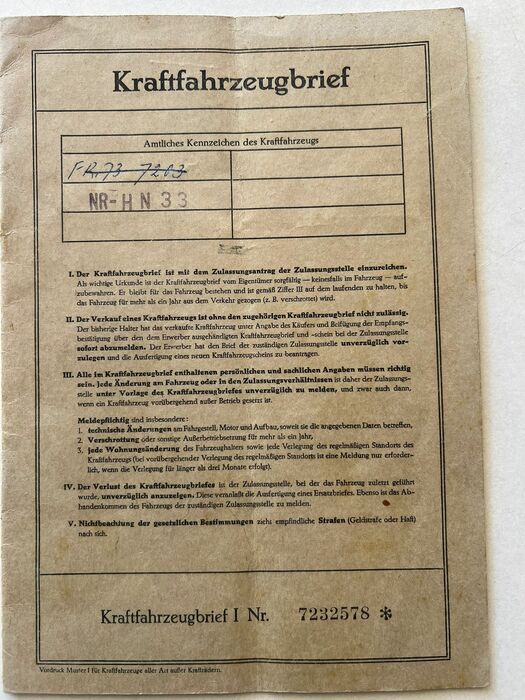 Kraftfahrzeugbrief
Amtliches Kennzeichen des Kraftfahrzeugs
FR 73-7203
NR-HN 33
I. Der Kraftfahrzeugbrief ist mit dem Zulassungsantrag der Zulassungsstelle einzureichen.
Als wichtige Urkunde ist der Kraftfahrzeugbrief vom Eigentümer sorgfältig — keinesfalls im Fahrzeug — auf-
zubewahren. Er bleibt für das Fahrzeug bestehen und ist gemäß Ziffer III auf dem laufenden zu halten, bis
das Fahrzeug für mehr als ein Jahr aus dem Verkehr gezogen (z. B. verschrottet) wird.
II. Der Verkauf eines Kraftfahrzeugs ist ohne den zugehörigen Kraftfahrzeugbrief nicht zulässig.
Der bisherige Halter hat das verkaufte Kraftfahrzeug unter Angabe des Käufers und Beifügung der Empfangs-
bestätigung über den dem Erwerber ausgehändigten Kraftfahrzeugbrief und -schein bei der Zulassungsstelle
sofort abzumelden. Der Erwerber hat den Brief der zuständigen Zulassungsstelle unverzüglich vor-
zulegen und die Ausfertigung eines neuen Kraftfahrzeugscheins zu beantragen.
III. Alle im Kraftfahrzeugbrief enthaltenen persönlichen und sachlichen Angaben müssen richtig
sein. Jede Änderung am Fahrzeug oder in den Zulassungsverhältnissen ist daher der Zulassungs-
stelle unter Vorlage des Kraftfahrzeugbriefes unverzüglich zu melden, und zwar auch dann,
wenn ein Kraftfahrzeug vorübergehend außer Betrieb gesetzt ist.
Meldepflichtig sind insbesondere:
1. technische Änderungen am Fahrgestell, Motor und Aufbau, soweit sie die angegebenen Daten betreffen,
2. Verschrottung oder sonstige Außerbetriebsetzung für mehr als ein Jahr,
3. jede Wohnungsänderung des Fahrzeughalters sowie jede Verlegung des regelmäßigen Standorts des
Kraftfahrzeugs (bei vorübergehender Verlegung des regelmäßigen Standorts ist eine Meldung nur erforder-
lich, wenn die Verlegung für länger als drei Monate erfolgt).
IV. Der Verlust des Kraftfahrzeugbriefes ist der Zulassungsstelle, bei der das Fahrzeug zuletzt geführt
wurde, unverzüglich anzuzeigen. Diese veranlaßt die Ausfertigung eines Ersatzbriefes. Ebenso ist das Ab-
handenkommen des Fahrzeugs der zuständigen Zulassungsstelle zu melden.
V. Nichtbeachtung der gesetzlichen Bestimmungen zieht empfindliche Strafen (Geldstrafe oder Haft)
nach sich.
Kraftfahrzeugbrief I Nr. 7232578 *
Vordruck Muster I für Kraftfahrzeuge aller Art außer Krafträdern.